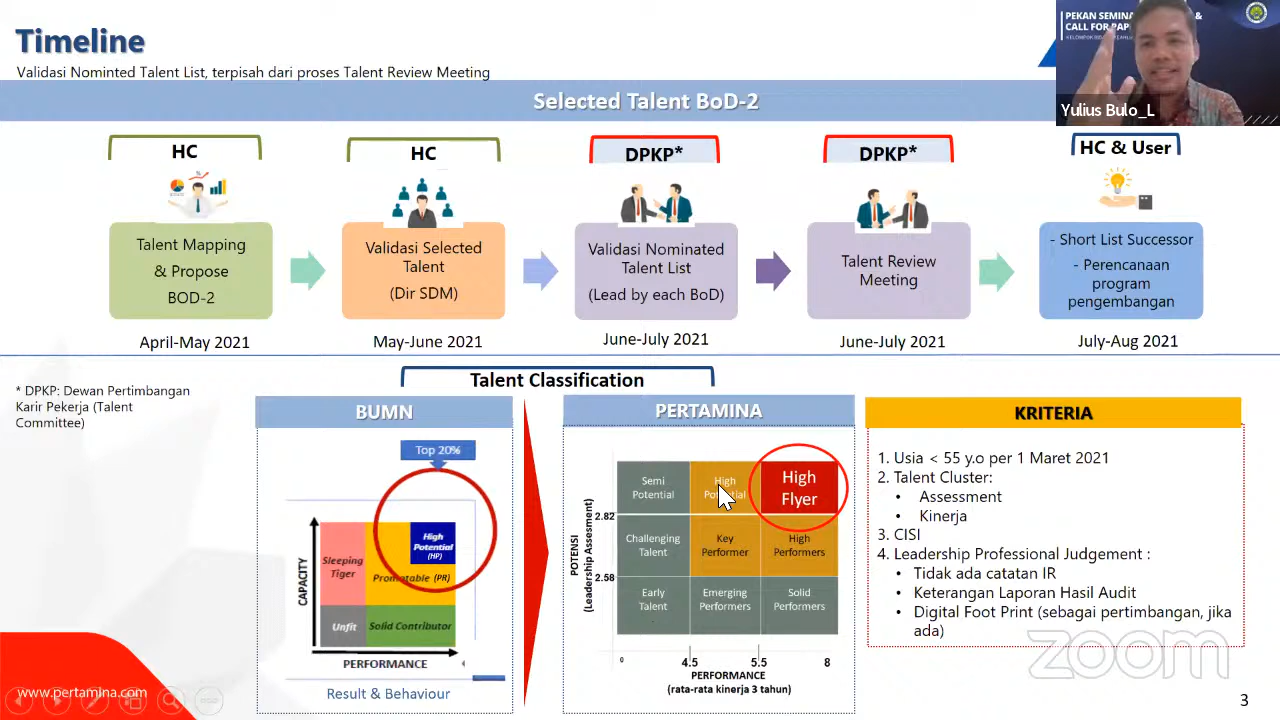 Timeline
Validasi Nominted Talent List, terpisah dari proses Talent Review Meeting
PEKAN SEMINA
&
CALL FOR PAP
Yulius Bulo_L
Selected Talent BoD-2
HC
HC
DPKP*
DPKP*
HC & User
Talent Mapping
& Propose
BOD-2
Validasi Selected
Talent
(Dir SDM)
Validasi Nominated
Talent List
(Lead by each BoD)
Talent Review
Meeting
- Short List Successor
- Perencanaan
program
pengembangan
April-May 2021
May-June 2021
June-July 2021
June-July 2021
July-Aug 2021
* DPKP: Dewan Pertimbangan
Karir Pekerja (Talent
Committee)
Talent Classification
BUMN
Top 20%
CAPACITY
Sleeping
Tiger
High
Potential
(HP)
Promotable (PR)
Unfit
Solid Contributor
PERFORMANCE
Result & Behaviour
PERTAMINA
POTENSI
(Leadership Assesment)
2.82
2.58
Semi
Potential
High
Potential
High
Flyer
Challenging
Talent
Key
Performer
High
Performers
Early
Talent
Emerging
Performers
Solid
Performers
0
4.5
5.5
8
PERFORMANCE
(rata-rata kinerja 3 tahun)
KRITERIA
1. Usia < 55 y.o per 1 Maret 2021
2. Talent Cluster:
• Assessment
• Kinerja
3. CISI
4. Leadership Professional Judgement :
• Tidak ada catatan IR
• Keterangan Laporan Hasil Audit
• Digital Foot Print (sebagai pertimbangan, jika
ada)
zoom
www.pertamina.com
3